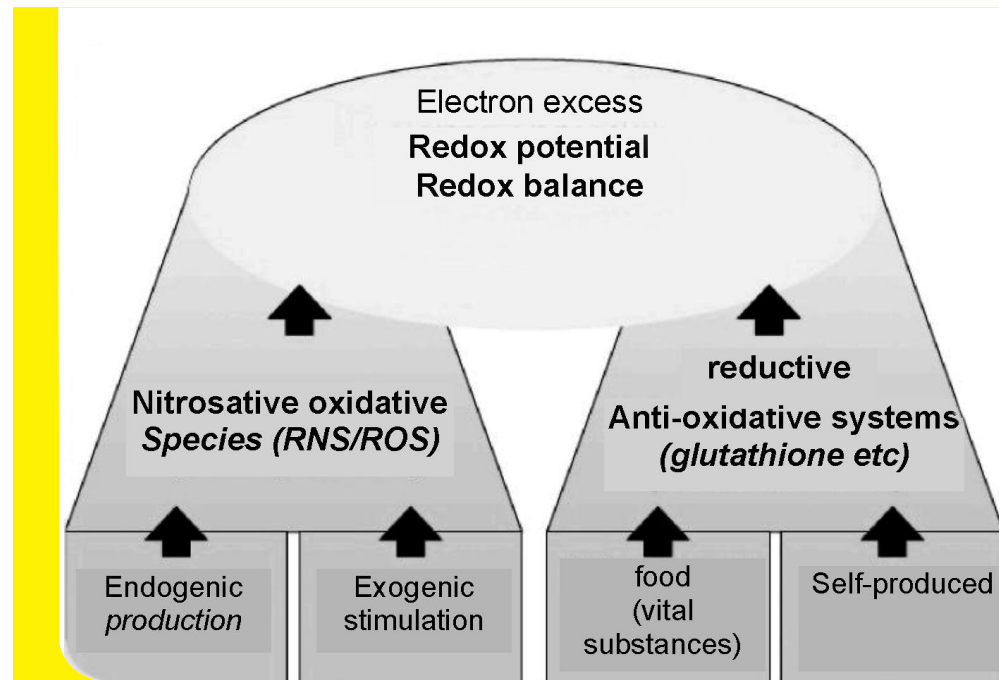 Electron excess
Redox potential
Redox balance
Nitrosative oxidative
Species (RNS/ROS)
reductive
Anti-oxidative systems
(glutathione etc)
Endogenic
production
Exogenic
stimulation
food
(vital
substances)
Self-produced